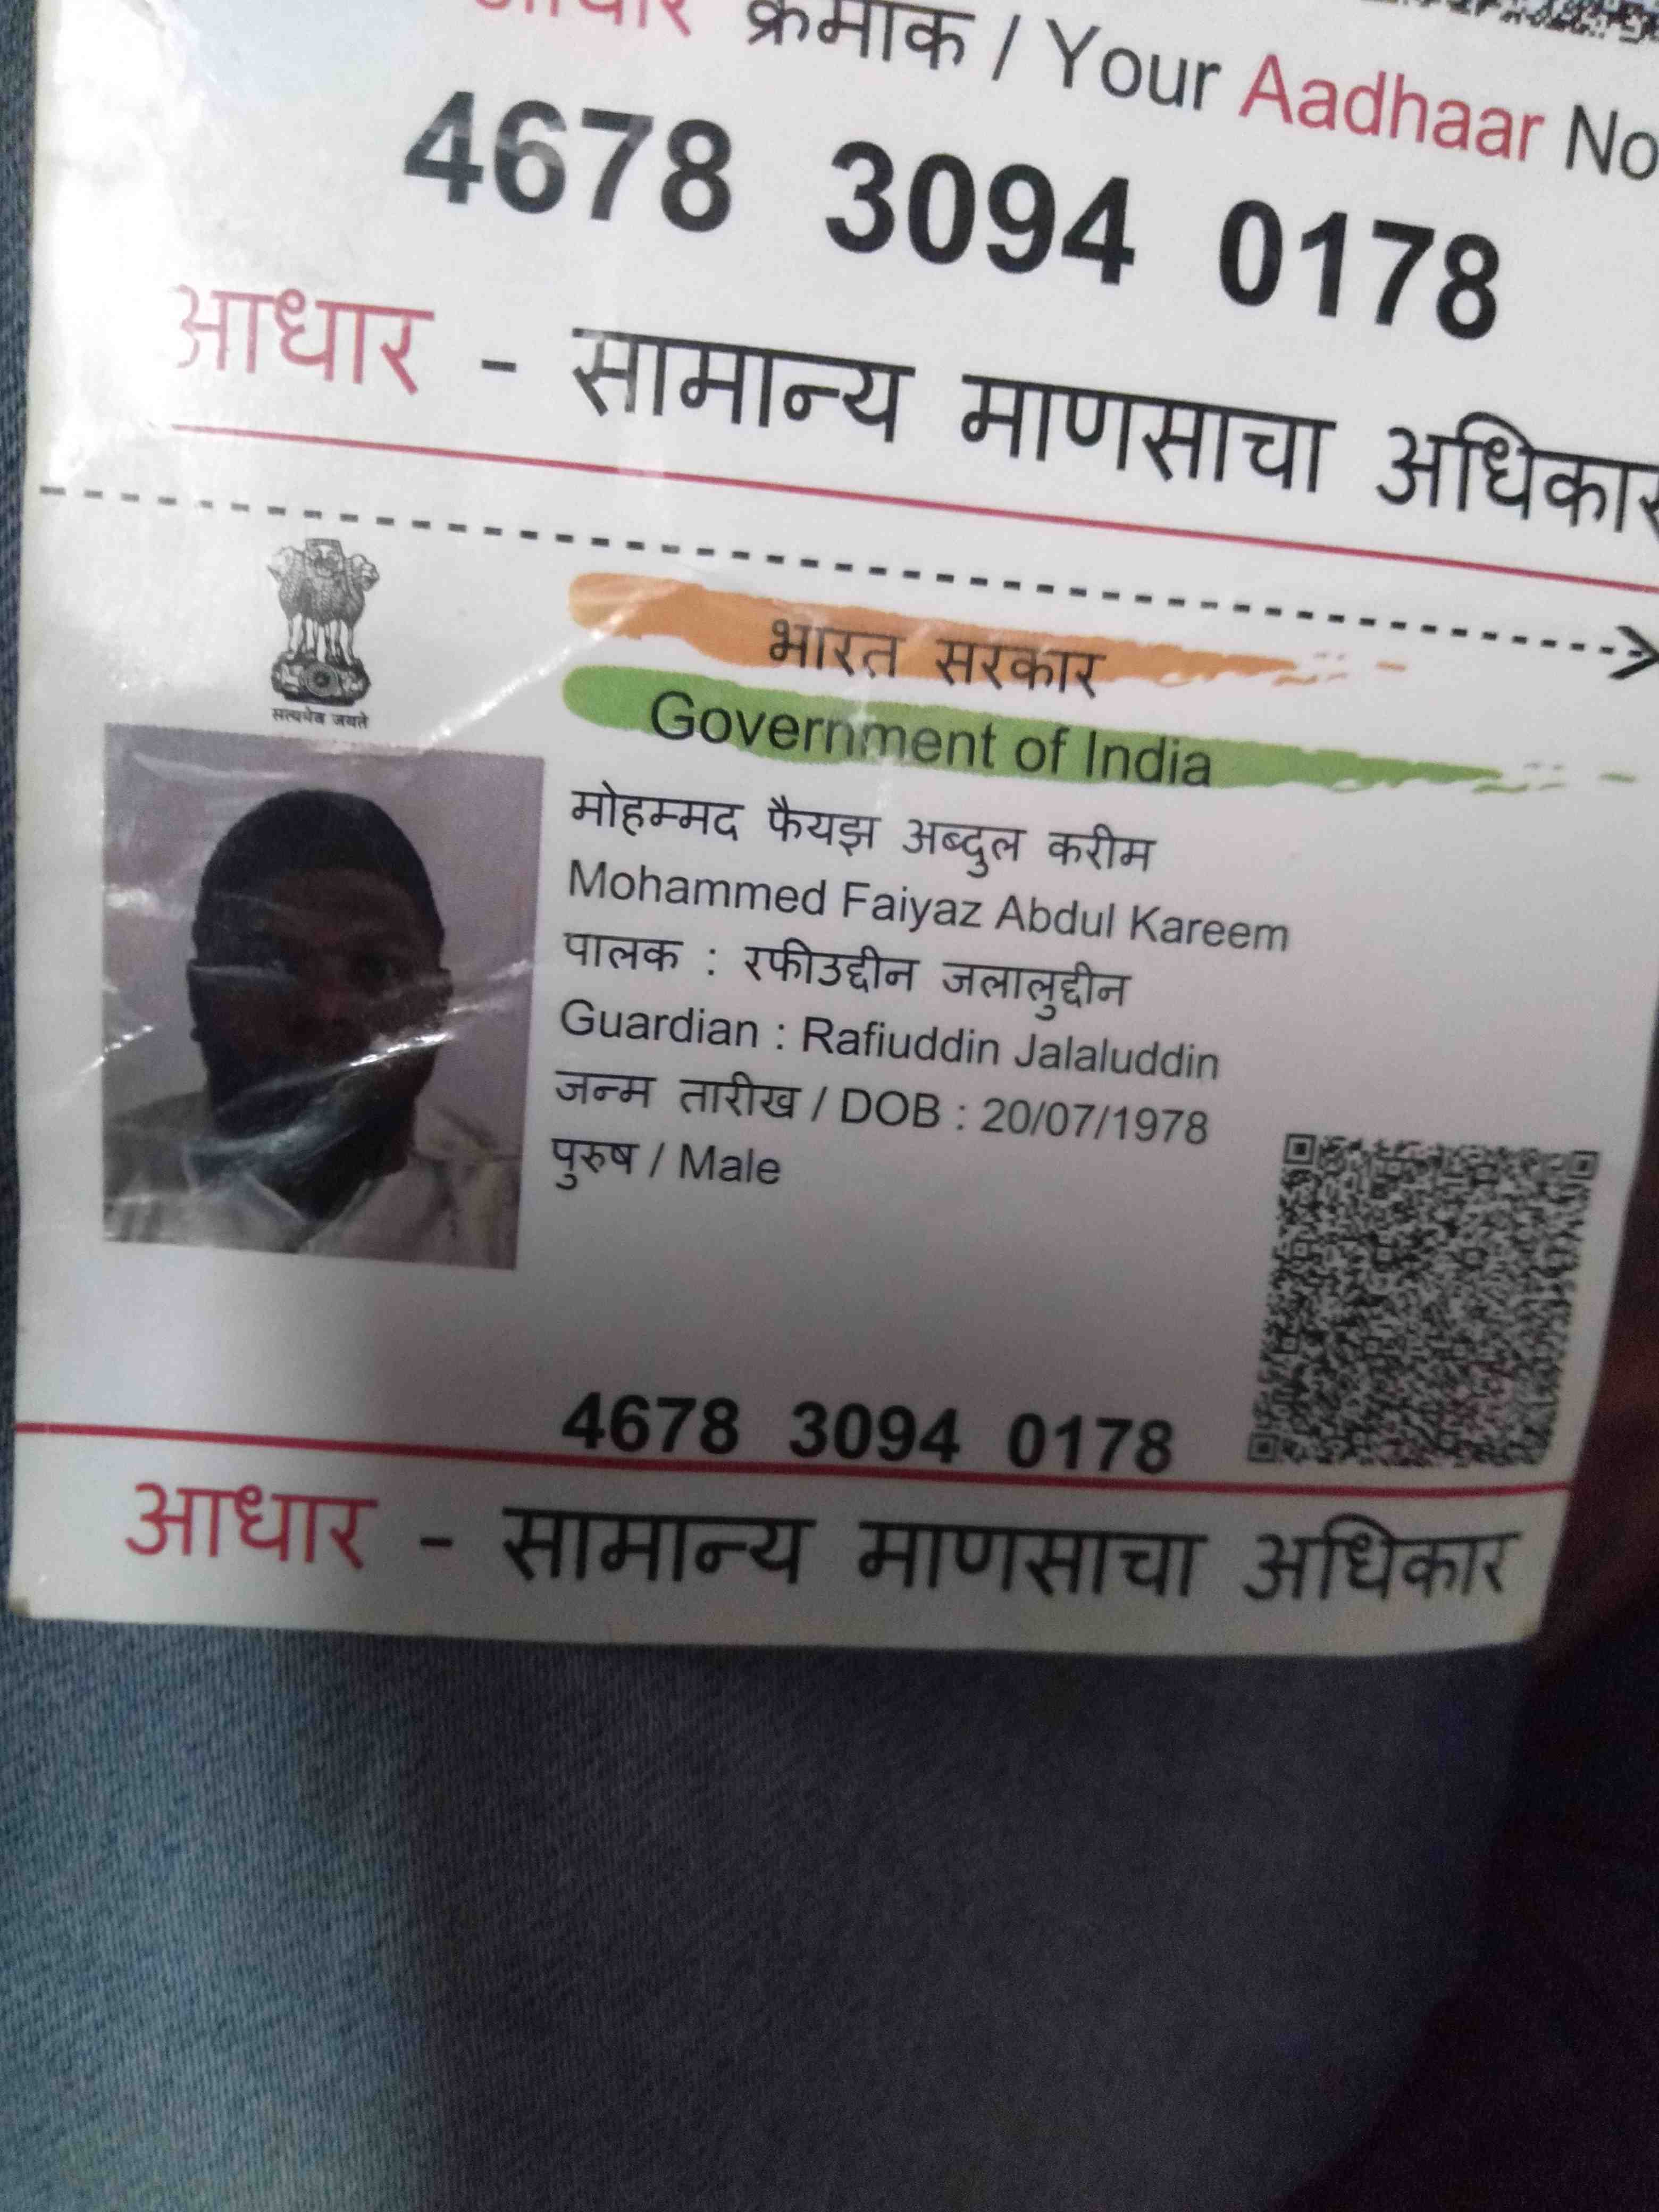 आधार क्रमांक / Your Aadhaar No
4678 3094 0178
आधार - सामान्य माणसाचा अधिकार
सत्यमेव जयते
भारत सरकार
Government of India
मोहम्मद फैयझ अब्दुल करीम
Mohammed Faiyaz Abdul Kareem
पालक : रफीउद्दीन जलालुद्दीन
Guardian : Rafiuddin Jalaluddin
जन्म तारीख / DOB : 20/07/1978
पुरुष / Male
4678 3094 0178
आधार - सामान्य माणसाचा अधिकार